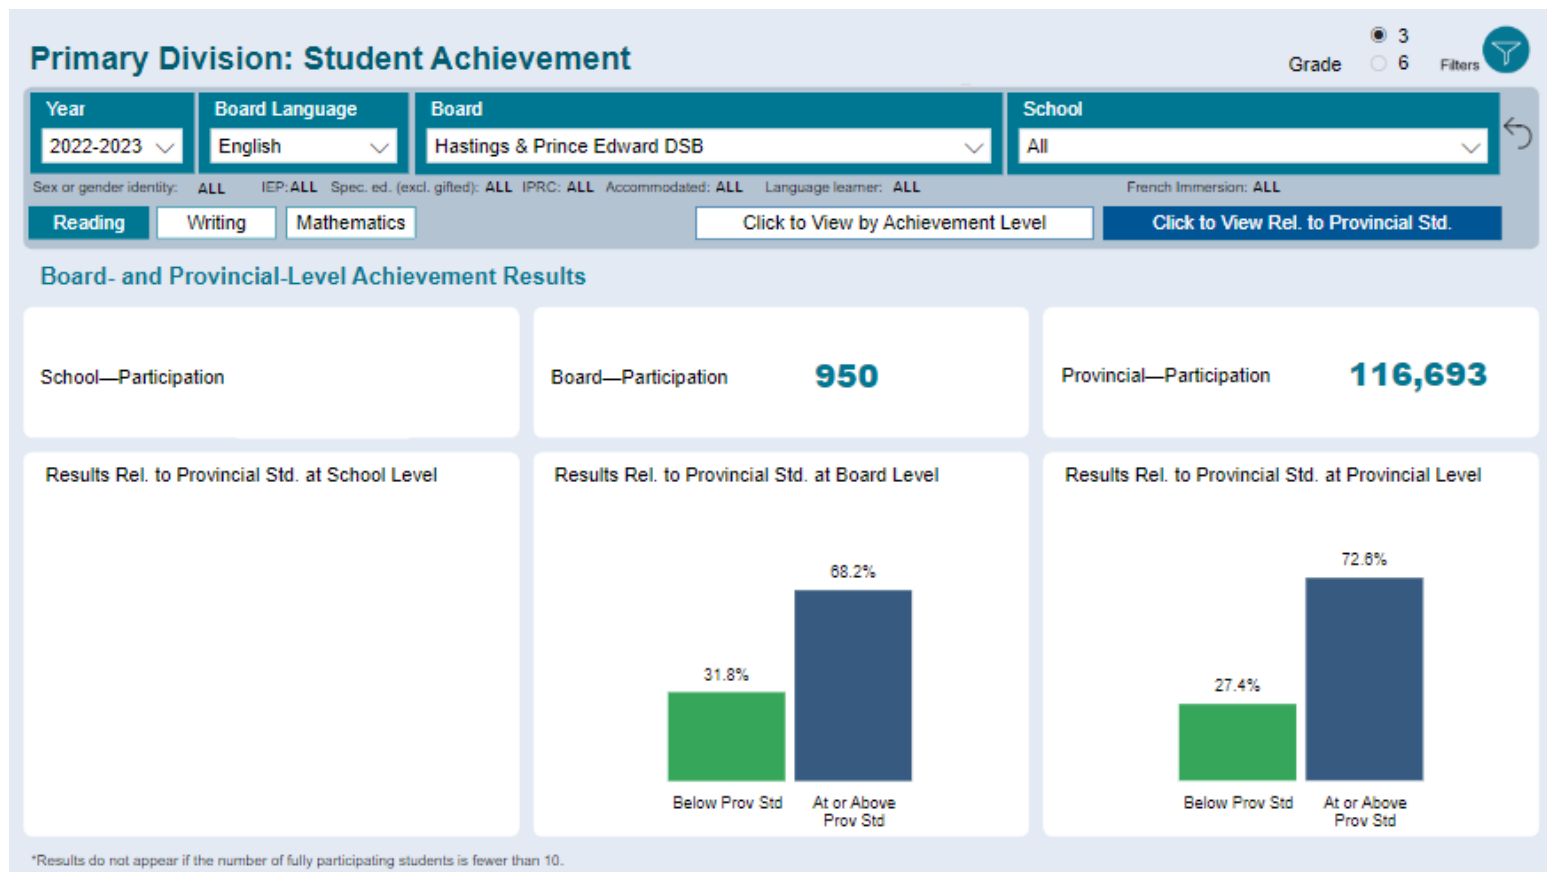 Primary Division: Student Achievement
Grade
3
6
Filters
Year
Board Language
Board
School
2022-2023
English
Hastings & Prince Edward DSB
All
Sex or gender identity: ALL IEP: ALL Spec. ed. (excl. gifted): ALL IPRC: ALL Accommodated: ALL Language learner: ALL French Immersion: ALL
Reading
Writing
Mathematics
Click to View by Achievement Level
Click to View Rel. to Provincial Std.
Board- and Provincial-Level Achievement Results
School—Participation
Board—Participation 950
Provincial—Participation 116,693
Results Rel. to Provincial Std. at School Level
Results Rel. to Provincial Std. at Board Level
68.2%
31.8%
Below Prov Std
At or Above
Prov Std
Results Rel. to Provincial Std. at Provincial Level
72.6%
27.4%
Below Prov Std
At or Above
Prov Std
*Results do not appear if the number of fully participating students is fewer than 10.